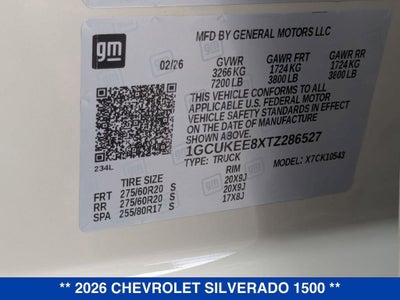 gm
MFD BY GENERAL MOTORS LLC
02/26 GVWR GAWR FRT GAWR RR
3266 KG 1724 KG 1724 KG
7200 LB 3800 LB 3800 LB
THIS VEHICLE CONFORMS TO ALL
APPLICABLE U.S. FEDERAL MOTOR
VEHICLE SAFETY AND THEFT PREVENTION
STANDARDS IN EFFECT ON
THE DATE OF MANUFACTURE
SHOWN ABOVE.
1GCUKEE8XTZ286527
TYPE: TRUCK MODEL: X7CK10543
234L
TIRE SIZE RIM
FRT 275/60R20 S 20X9J
RR 275/60R20 S 20X9J
SPA 255/80R17 S 17X8J
** 2026 CHEVROLET SILVERADO 1500 **